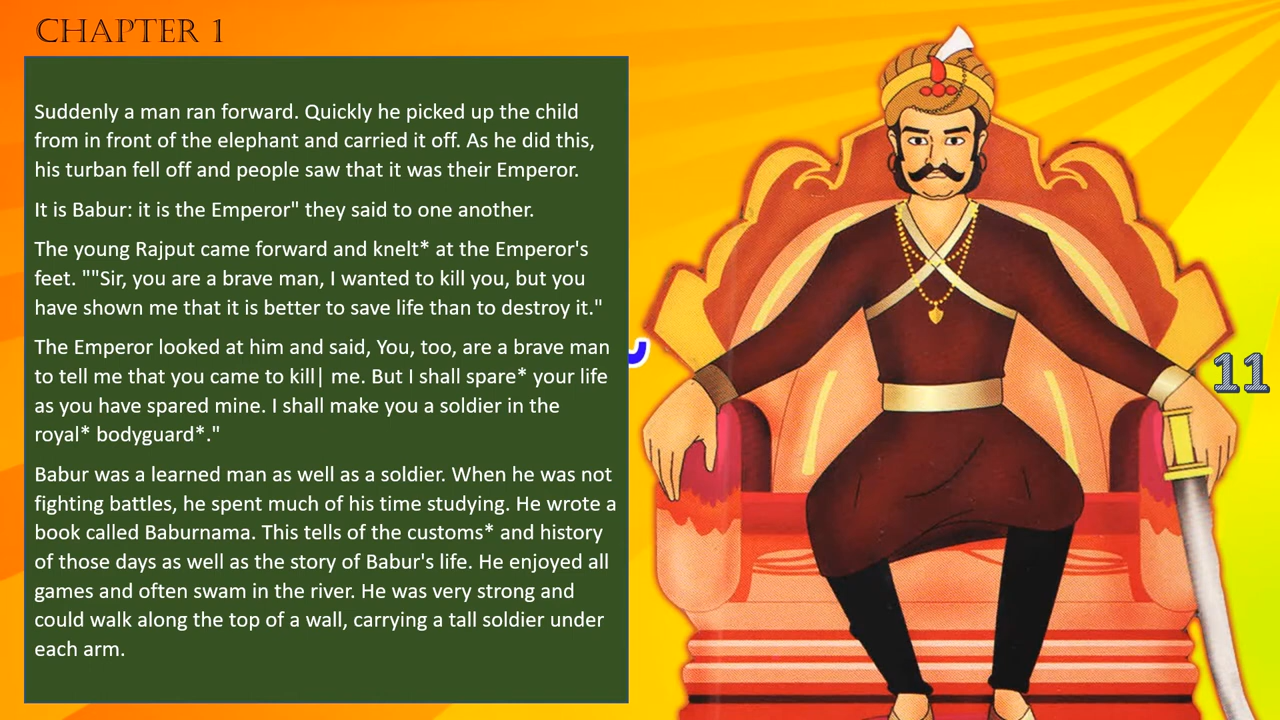 CHAPTER 1
Suddenly a man ran forward. Quickly he picked up the child
from in front of the elephant and carried it off. As he did this,
his turban fell off and people saw that it was their Emperor.
It is Babur: it is the Emperor" they said to one another.
The young Rajput came forward and knelt* at the Emperor's
feet. ""Sir, you are a brave man, I wanted to kill you, but you
have shown me that it is better to save life than to destroy it."
The Emperor looked at him and said, You, too, are a brave man
to tell me that you came to kill| me. But I shall spare* your life
as you have spared mine. I shall make you a soldier in the
royal* bodyguard*."
Babur was a learned man as well as a soldier. When he was not
fighting battles, he spent much of his time studying. He wrote a
book called Baburnama. This tells of the customs* and history
of those days as well as the story of Babur's life. He enjoyed all
games and often swam in the river. He was very strong and
could walk along the top of a wall, carrying a tall soldier under
each arm.
11